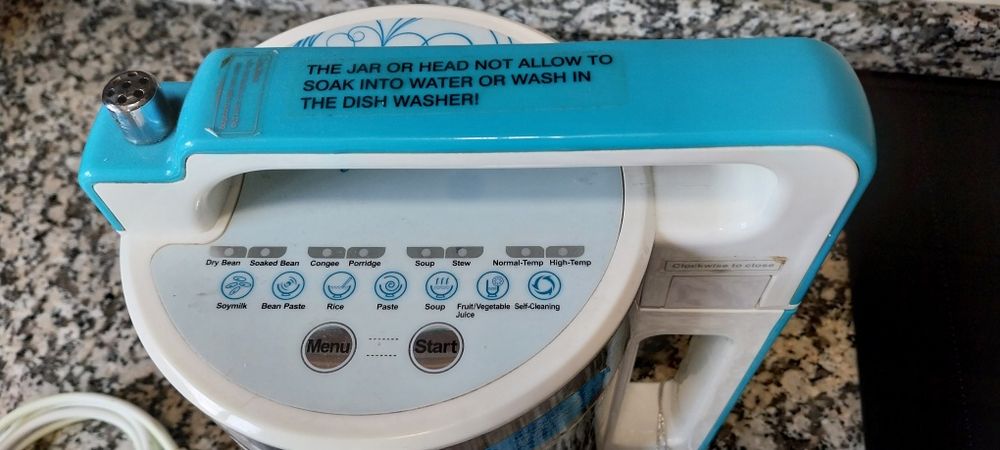 THE JAR OR HEAD NOT ALLOW TO
SOAK INTO WATER OR WASH IN
THE DISH WASHER!
Dry Bean Soaked Bean Congee Porridge Soup Stew Normal-Temp High-Temp
Soymilk Bean Paste Rice Paste Soup Fruit/Vegetable Self-Cleaning
Juice
Menu Start
Clockwise to close